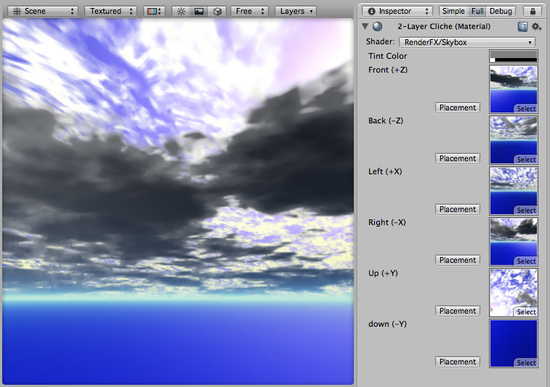 Scene Textured Free Layers
Inspector Simple Full Debug
2-Layer Cliche (Material)
Shader: RenderFX/Skybox
Tint Color
Front (+Z)
Placement Select
Back (–Z)
Placement Select
Left (+X)
Placement Select
Right (–X)
Placement Select
Up (+Y)
Placement Select
down (–Y)
Placement Select